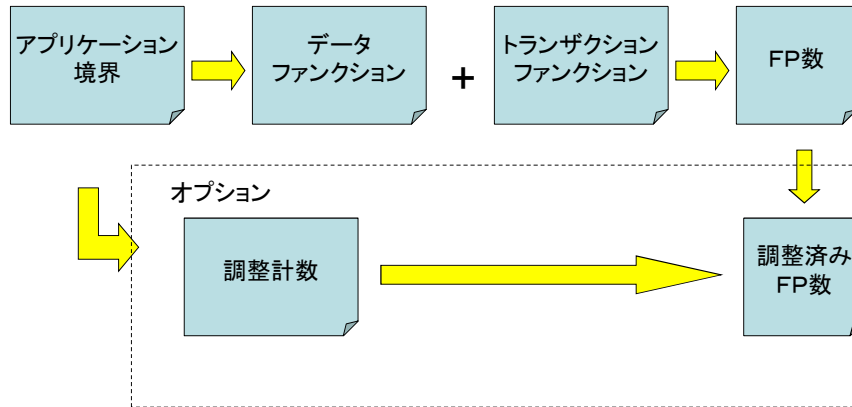 アプリケーション
境界
データ
ファンクション
+
トランザクション
ファンクション
FP数
オプション
調整計数
調整済み
FP数